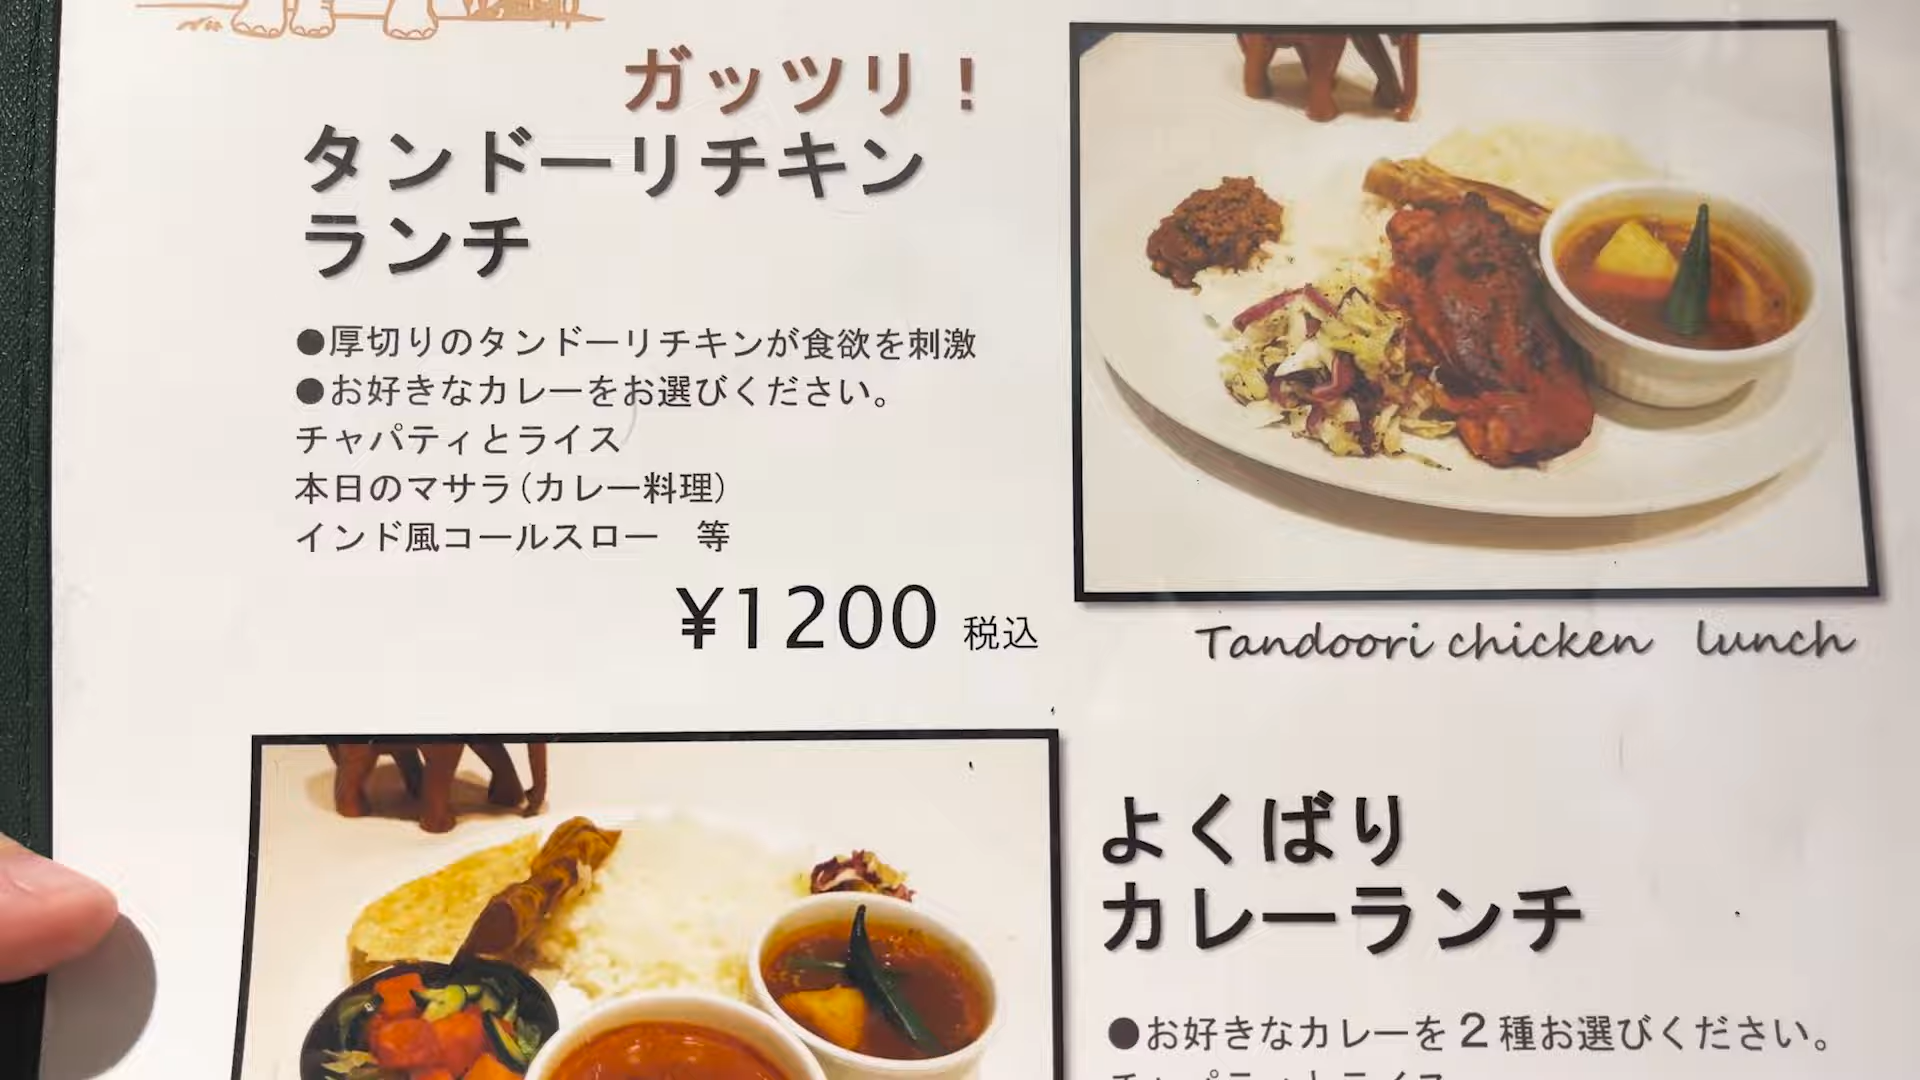 ガッツリ！
タンドーリチキン
ランチ
●厚切りのタンドーリチキンが食欲を刺激
●お好きなカレーをお選びください。
チャパティとライス
本日のマサラ(カレー料理)
インド風コールスロー　等
¥1200 税込
Tandoori chicken lunch
よくばり
カレーランチ
●お好きなカレーを２種お選びください。